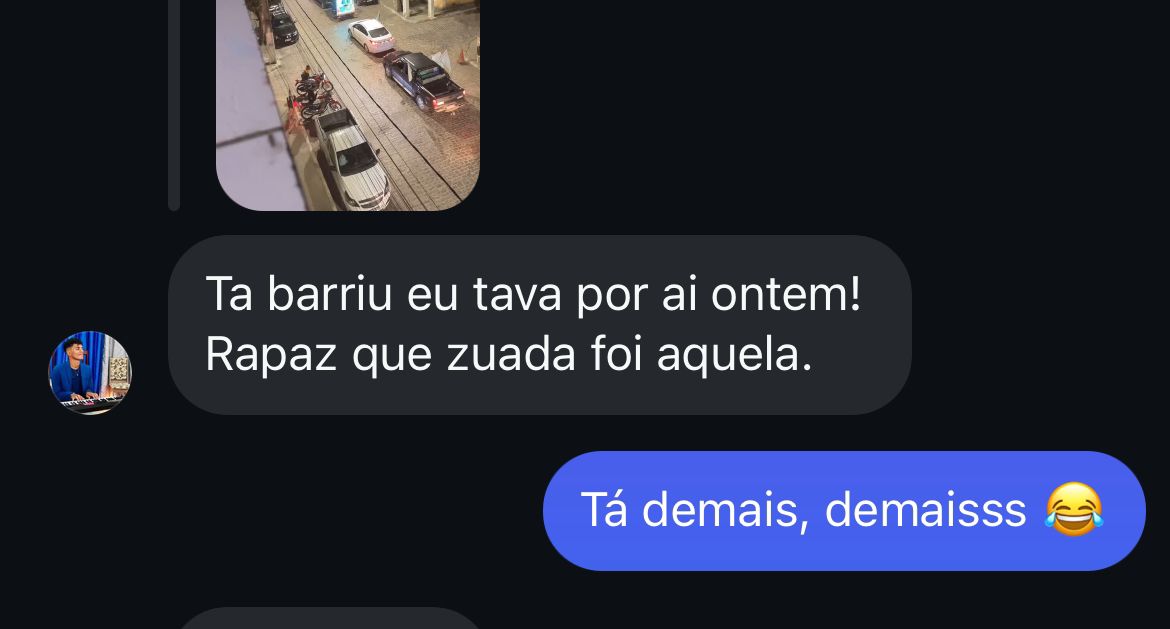 Ta barriu eu tava por ai ontem!
Rapaz que zuada foi aquela.
Tá demais, demaisss 😂